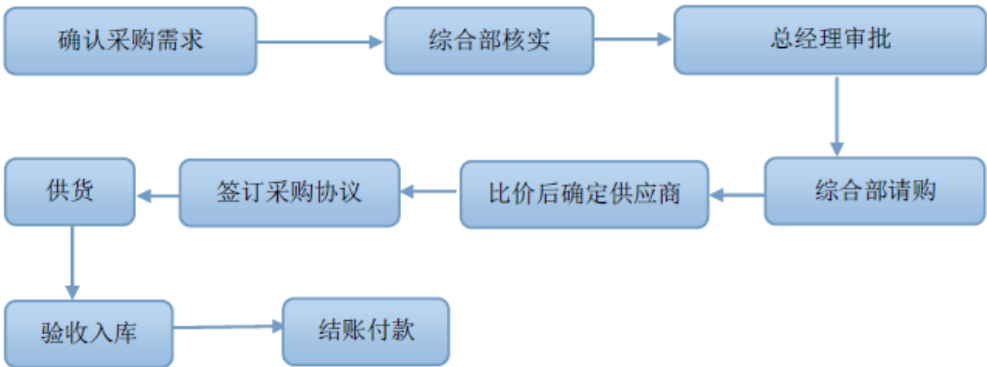 确认采购需求
综合部核实
总经理审批
综合部请购
比价后确定供应商
签订采购协议
供货
验收入库
结账付款